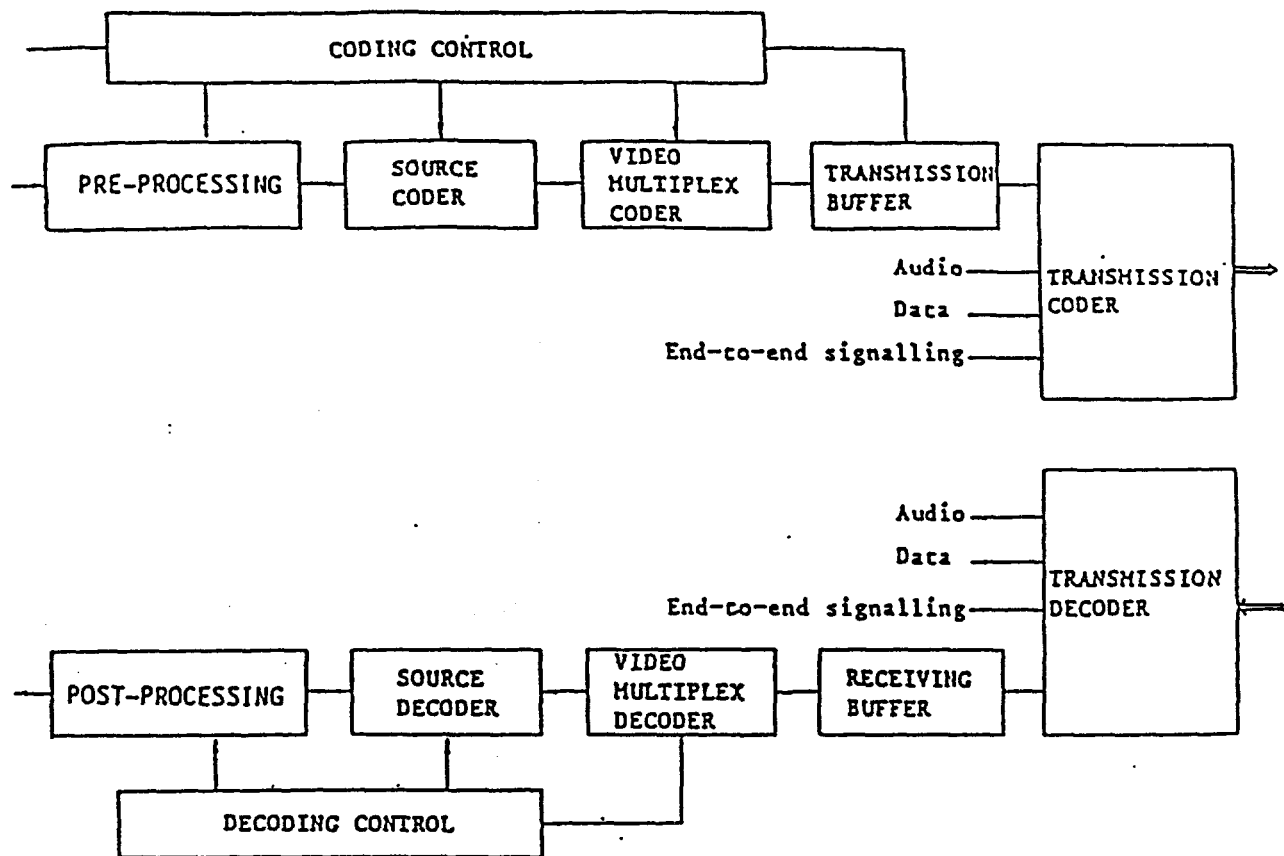 CODING CONTROL
PRE-PROCESSING
SOURCE
CODER
VIDEO
MULTIPLEX
CODER
TRANSMISSION
BUFFER
Audio
Data
End-to-end signalling
TRANSMISSION
CODER
Audio
Data
End-to-end signalling
TRANSMISSION
DECODER
POST-PROCESSING
SOURCE
DECODER
VIDEO
MULTIPLEX
DECODER
RECEIVING
BUFFER
DECODING CONTROL